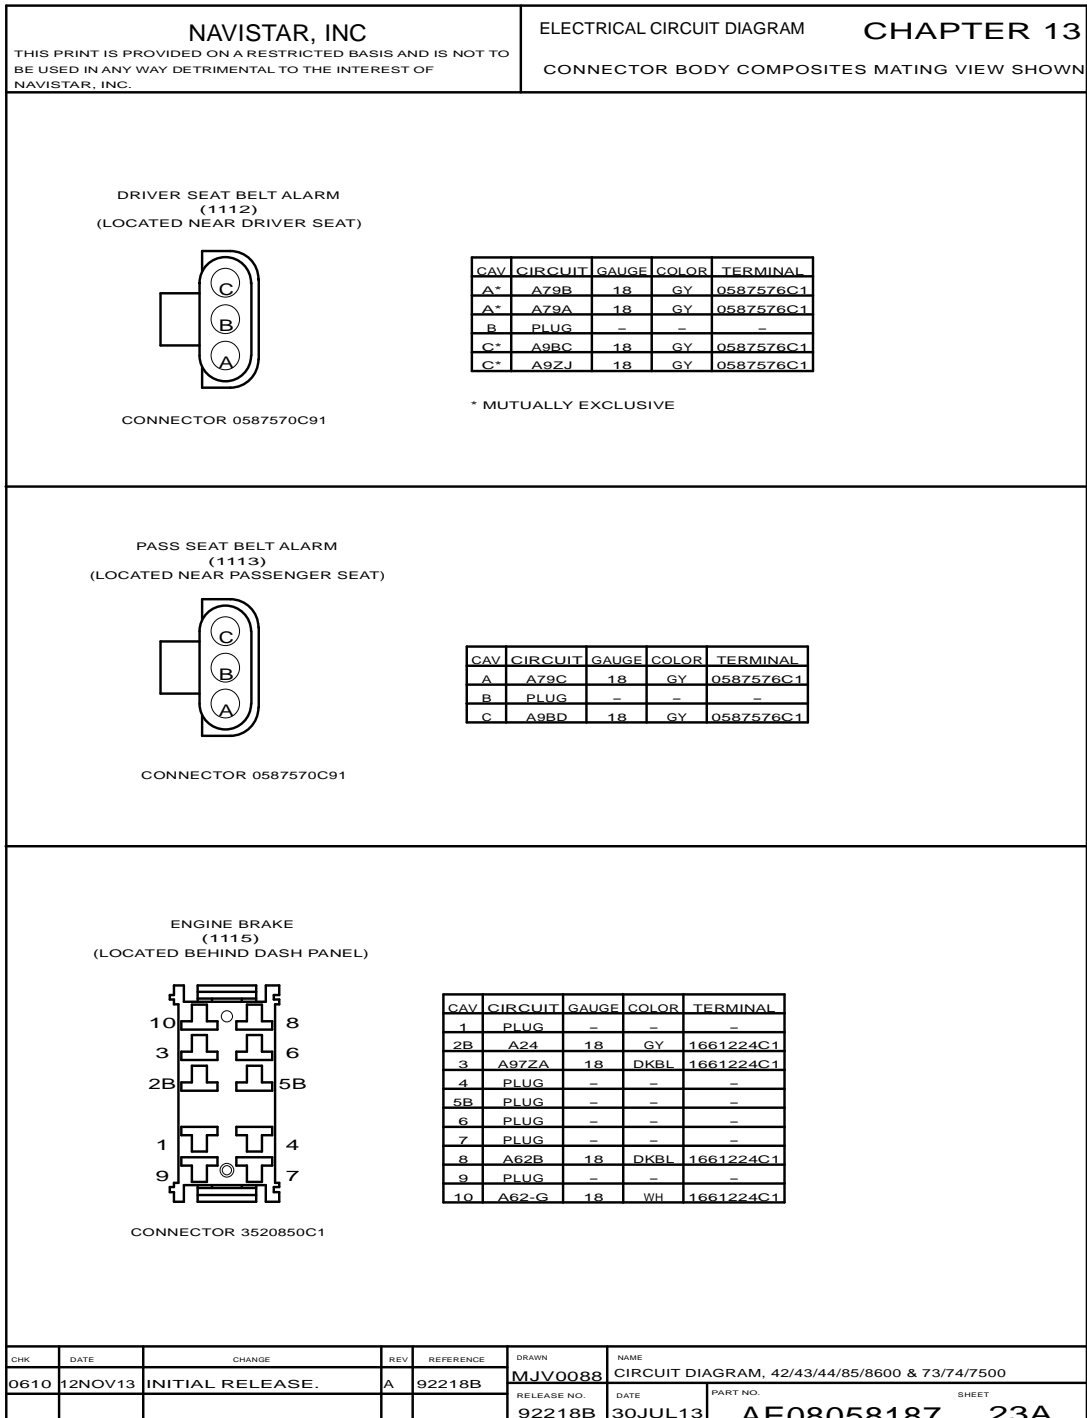 NAVISTAR, INC
THIS PRINT IS PROVIDED ON A RESTRICTED BASIS AND IS NOT TO
BE USED IN ANY WAY DETRIMENTAL TO THE INTEREST OF
NAVISTAR, INC.
ELECTRICAL CIRCUIT DIAGRAM CHAPTER 13
CONNECTOR BODY COMPOSITES MATING VIEW SHOWN
DRIVER SEAT BELT ALARM
(1112)
(LOCATED NEAR DRIVER SEAT)
C
B
A
CONNECTOR 0587570C91
CAV CIRCUIT GAUGE COLOR TERMINAL
A* A79B 18 GY 0587576C1
A* A79A 18 GY 0587576C1
B PLUG – – –
C* A9BC 18 GY 0587576C1
C* A9ZJ 18 GY 0587576C1
* MUTUALLY EXCLUSIVE
PASS SEAT BELT ALARM
(1113)
(LOCATED NEAR PASSENGER SEAT)
C
B
A
CONNECTOR 0587570C91
CAV CIRCUIT GAUGE COLOR TERMINAL
A A79C 18 GY 0587576C1
B PLUG – – –
C A9BD 18 GY 0587576C1
ENGINE BRAKE
(1115)
(LOCATED BEHIND DASH PANEL)
10 8
3 6
2B 5B
1 4
9 7
CONNECTOR 3520850C1
CAV CIRCUIT GAUGE COLOR TERMINAL
1 PLUG – – –
2B A24 18 GY 1661224C1
3 A97ZA 18 DKBL 1661224C1
4 PLUG – – –
5B PLUG – – –
6 PLUG – – –
7 PLUG – – –
8 A62B 18 DKBL 1661224C1
9 PLUG – – –
10 A62-G 18 WH 1661224C1
CHK DATE CHANGE REV REFERENCE
0610 12NOV13 INITIAL RELEASE. A 92218B
DRAWN NAME
MJV0088 CIRCUIT DIAGRAM, 42/43/44/85/8600 & 73/74/7500
RELEASE NO. DATE PART NO. SHEET
92218B 30JUL13 AE08058187 23A